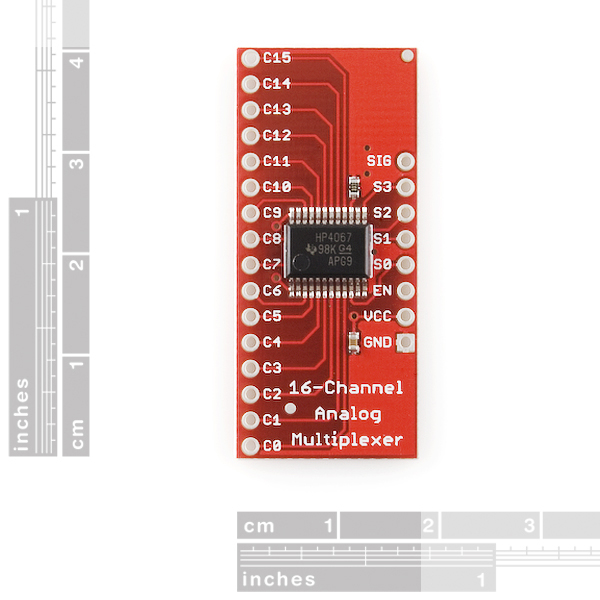 C15
C14
C13
C12
C11
C10
C9
C8
C7
C6
C5
C4
C3
C2
C1
C0
SIG
S3
S2
S1
S0
EN
VCC
GND
HP4067
98K G4
APG9
16-Channel
Analog
Multiplexer
4
3
2
1
cm
1
inches
cm 1 2 3
inches 1